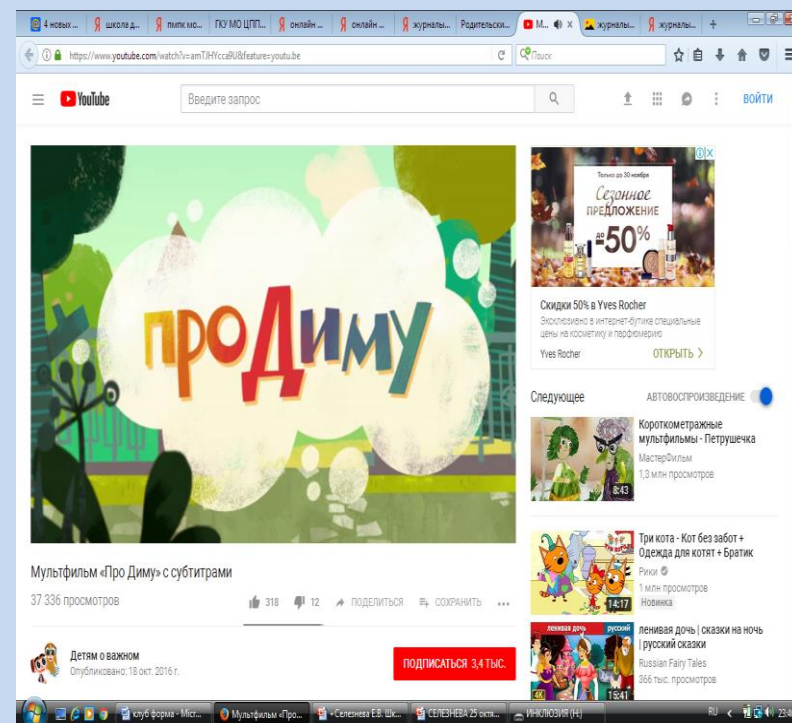 4 новых ...
школа д...
пмпк мо...
ГКУ МО ЦПП...
онлайн ...
онлайн ...
журналы...
Родительски...
М...
журналы...
журналы...
https://www.youtube.com/watch?v=amTJHYcca9U&feature=youtu.be
Поиск
YouTube
Введите запрос
ВОЙТИ
проДиму
Мультфильм «Про Диму» с субтитрами
37 336 просмотров
318
12
ПОДЕЛИТЬСЯ
СОХРАНИТЬ
Детям о важном
Опубликовано: 18 окт. 2016 г.
ПОДПИСАТЬСЯ 3,4 ТЫС.
Только до 30 ноября
Сезонное
ПРЕДЛОЖЕНИЕ
до -50%
Скидки 50% в Yves Rocher
Эксклюзивно в интернет-бутике специальные
цены на косметику и парфюмерию
Yves Rocher
ОТКРЫТЬ
Следующее
АВТОВОСПРОИЗВЕДЕНИЕ
Короткометражные
мультфильмы - Петрушечка
МастерФильм
1,3 млн просмотров
8:43
Три кота - Кот без забот +
Одежда для котят + Братик
Рики
1 млн просмотров
Новинка
14:17
ленивая дочь
русский
ленивая дочь | сказки на ночь
| русский сказки
Russian Fairy Tales
366 тыс. просмотров
4K
15:41
клуб форма - Micr...
Мультфильм «Про...
Селезнева Е.В. Шк...
СЕЛЕЗНЕВА 25 октя...
ИНКЛЮЗИЯ (H:)
RU